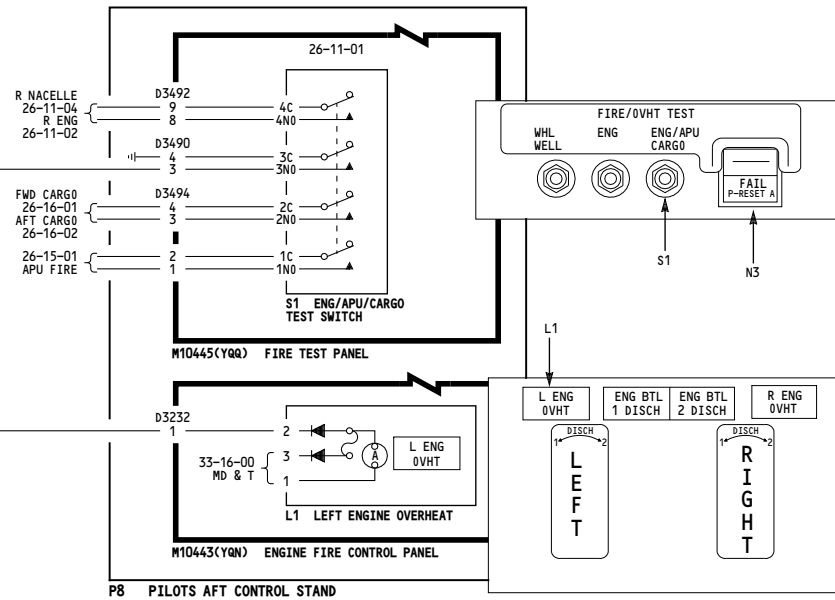 26-11-01
R NACELLE
26-11-04
R ENG
26-11-02
D3492
9
8
4C
4NO
D3490
4
3
3C
3NO
FWD CARGO
26-16-01
AFT CARGO
26-16-02
D3494
4
3
2C
2NO
26-15-01
APU FIRE
2
1
1C
1NO
S1 ENG/APU/CARGO
TEST SWITCH
M10445(YQQ) FIRE TEST PANEL
FIRE/OVHT TEST
WHL
WELL
ENG
ENG/APU
CARGO
FAIL
P-RESET A
S1
N3
D3232
1
2
3
1
33-16-00
MD & T
A
L ENG
OVHT
L1 LEFT ENGINE OVERHEAT
M10443(YQN) ENGINE FIRE CONTROL PANEL
P8 PILOTS AFT CONTROL STAND
L1
L ENG
OVHT
ENG BTL
1 DISCH
ENG BTL
2 DISCH
R ENG
OVHT
DISCH
1 2
LEFT
DISCH
1 2
RIGHT